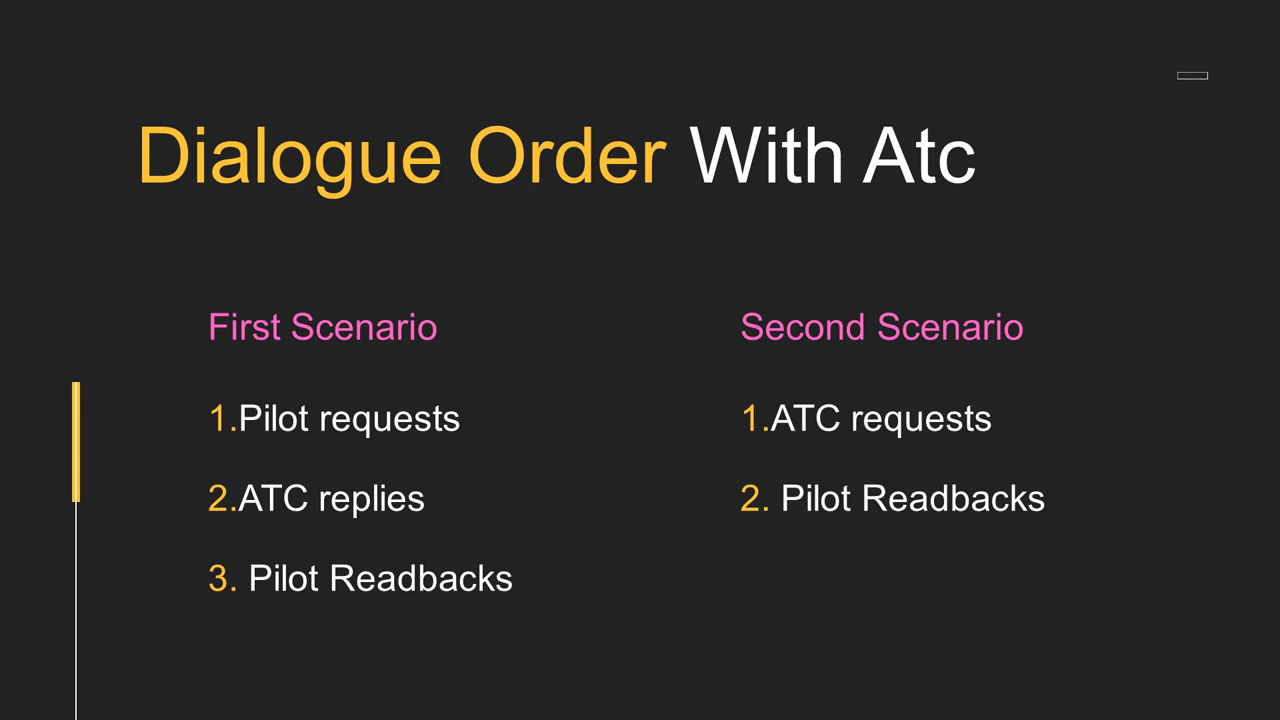 Dialogue Order With Atc
First Scenario
1.Pilot requests
2.ATC replies
3. Pilot Readbacks
Second Scenario
1.ATC requests
2. Pilot Readbacks